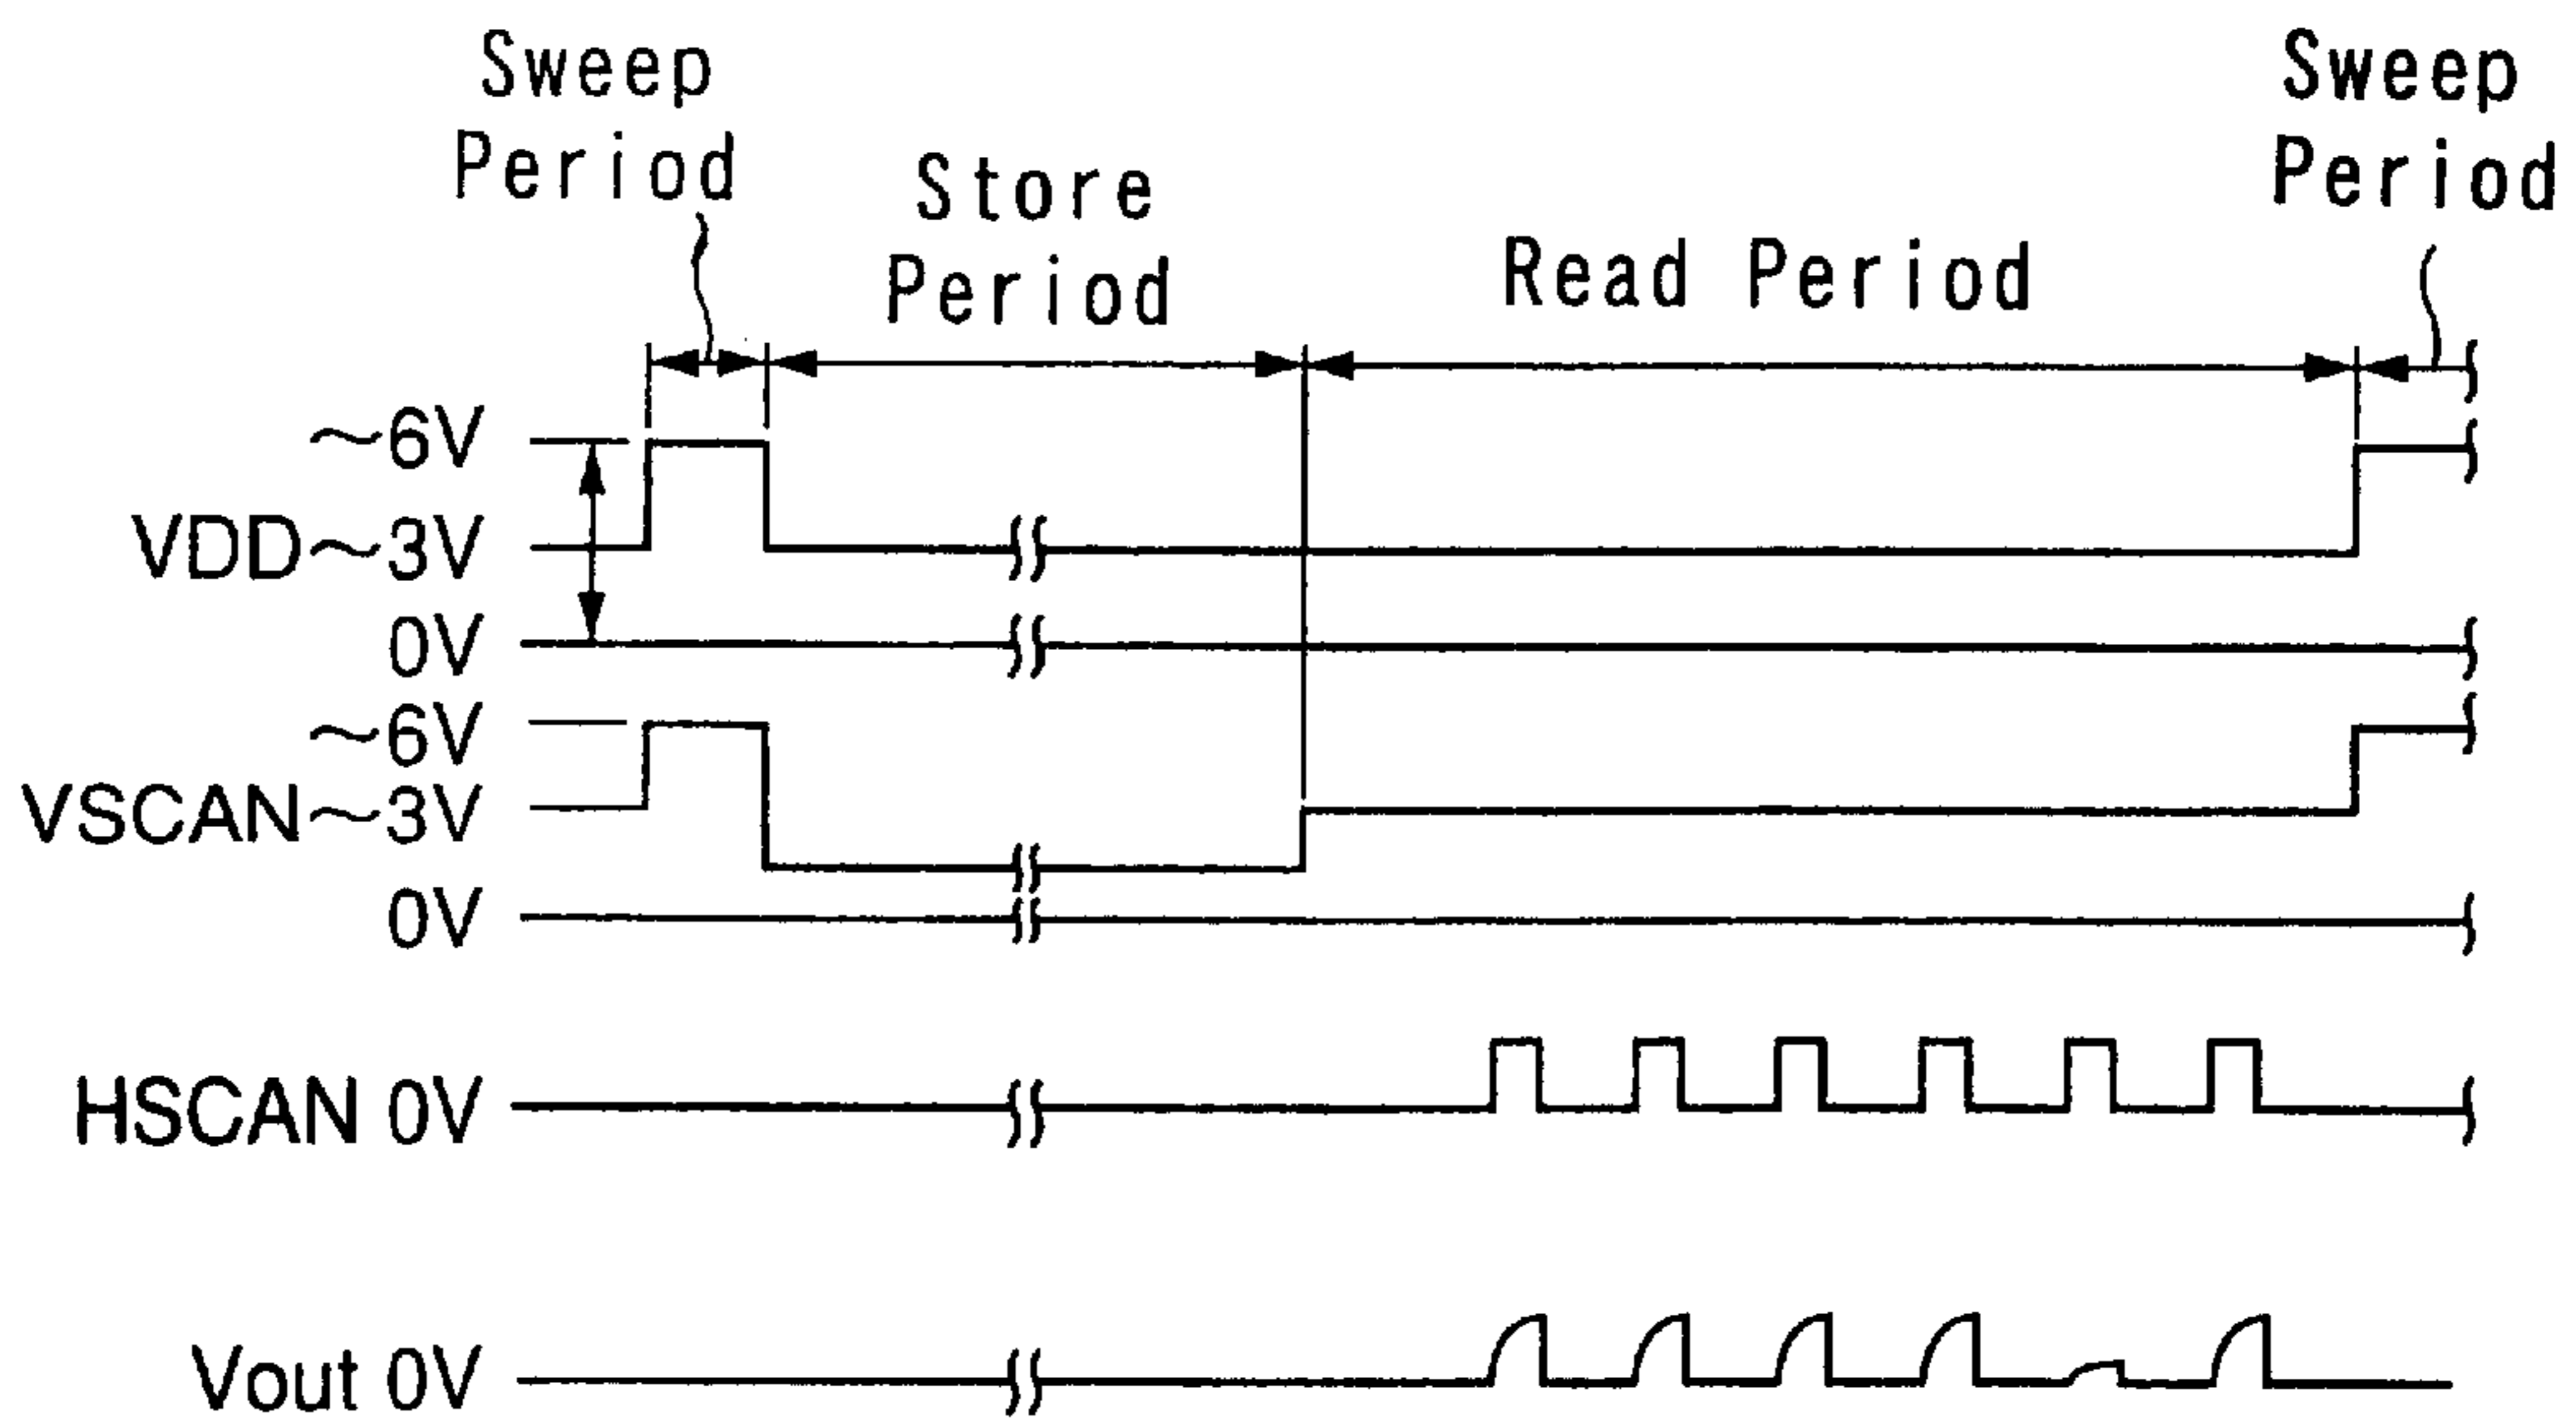 Sweep
Period
Store
Period
Read Period
Sweep
Period
~6V
VDD~3V
0V
~6V
VSCAN~3V
0V
HSCAN 0V
Vout 0V